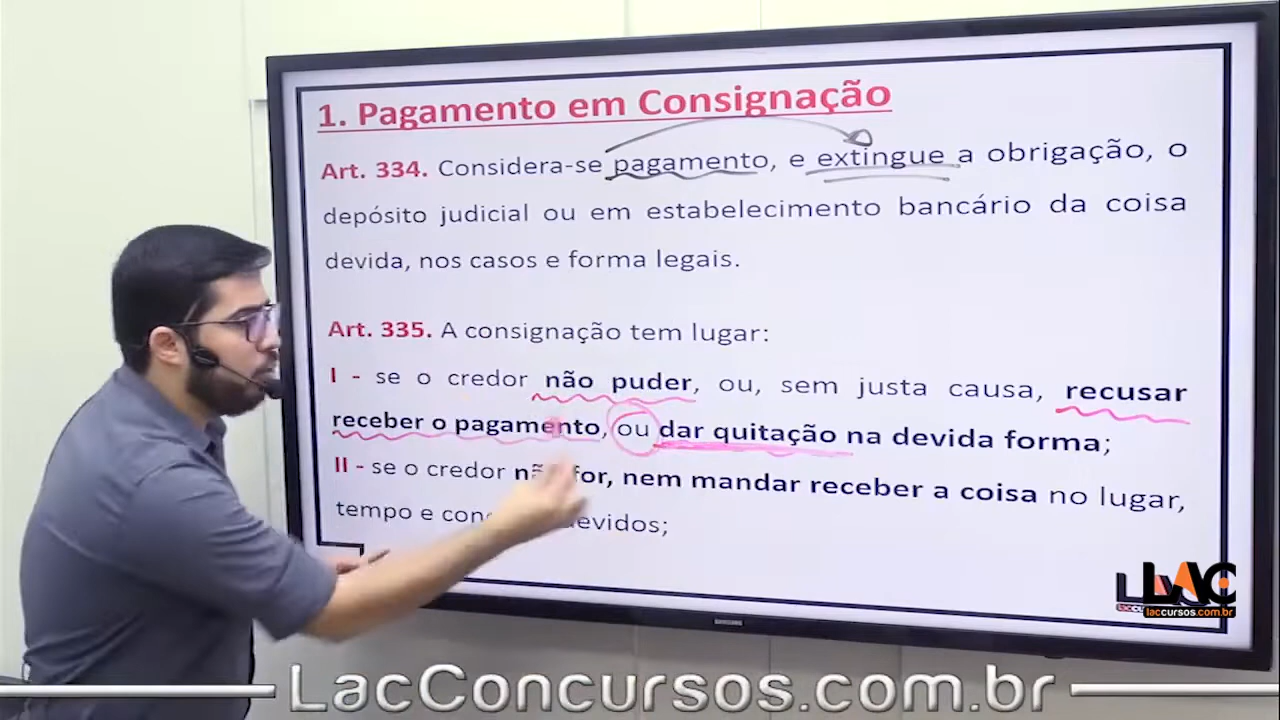 1. Pagamento em Consignação
Art. 334. Considera-se pagamento, e extingue a obrigação, o
depósito judicial ou em estabelecimento bancário da coisa
devida, nos casos e forma legais.
Art. 335. A consignação tem lugar:
I - se o credor não puder, ou, sem justa causa, recusar
receber o pagamento, ou dar quitação na devida forma;
II - se o credor for, nem mandar receber a coisa no lugar,
tempo e devidos;
LAC
laccursos.com.br
SAMSUNG
LacConcursos.com.br